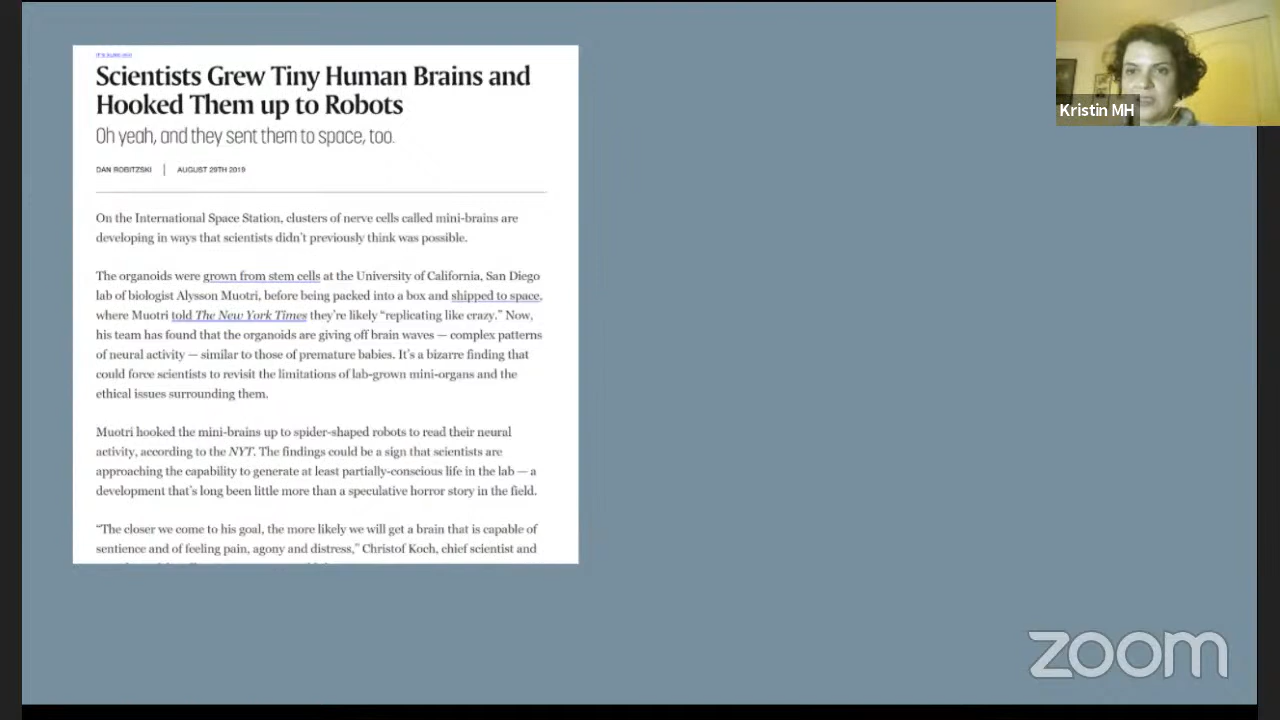 Scientists Grew Tiny Human Brains and
Hooked Them up to Robots
Oh yeah, and they sent them to space, too.
DAN ROBITZSKI | AUGUST 29TH 2019
On the International Space Station, clusters of nerve cells called mini-brains are
developing in ways that scientists didn't previously think was possible.
The organoids were grown from stem cells at the University of California, San Diego
lab of biologist Alysson Muotri, before being packed into a box and shipped to space,
where Muotri told The New York Times they're likely “replicating like crazy.” Now,
his team has found that the organoids are giving off brain waves — complex patterns
of neural activity — similar to those of premature babies. It's a bizarre finding that
could force scientists to revisit the limitations of lab-grown mini-organs and the
ethical issues surrounding them.
Muotri hooked the mini-brains up to spider-shaped robots to read their neural
activity, according to the NYT. The findings could be a sign that scientists are
approaching the capability to generate at least partially-conscious life in the lab — a
development that's long been little more than a speculative horror story in the field.
“The closer we come to his goal, the more likely we will get a brain that is capable of
sentience and of feeling pain, agony and distress,” Christof Koch, chief scientist and
Kristin MH
zoom